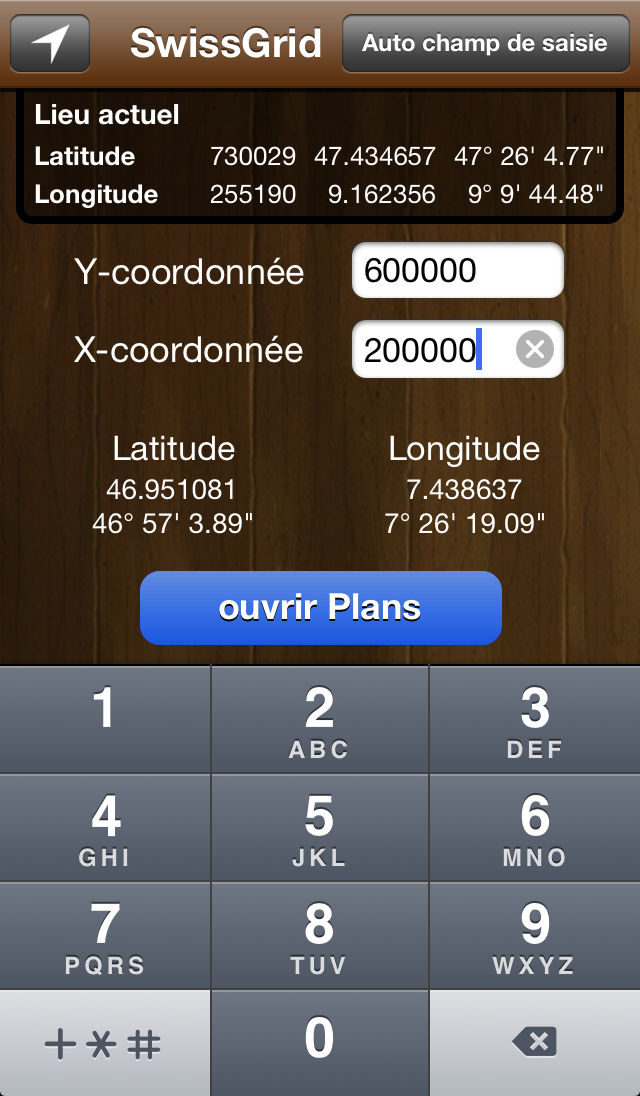 SwissGrid
Auto champ de saisie
Lieu actuel
Latitude 730029 47.434657 47° 26' 4.77"
Longitude 255190 9.162356 9° 9' 44.48"
Y-coordonnée 600000
X-coordonnée 200000
Latitude Longitude
46.951081 7.438637
46° 57' 3.89" 7° 26' 19.09"
ouvrir Plans
1 2 3
ABC DEF
4 5 6
GHI JKL MNO
7 8 9
PQRS TUV WXYZ
+*# 0